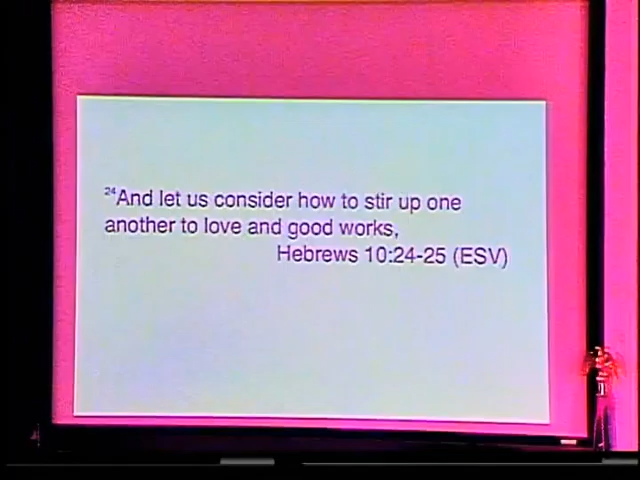 ²⁴And let us consider how to stir up one
another to love and good works,
Hebrews 10:24-25 (ESV)